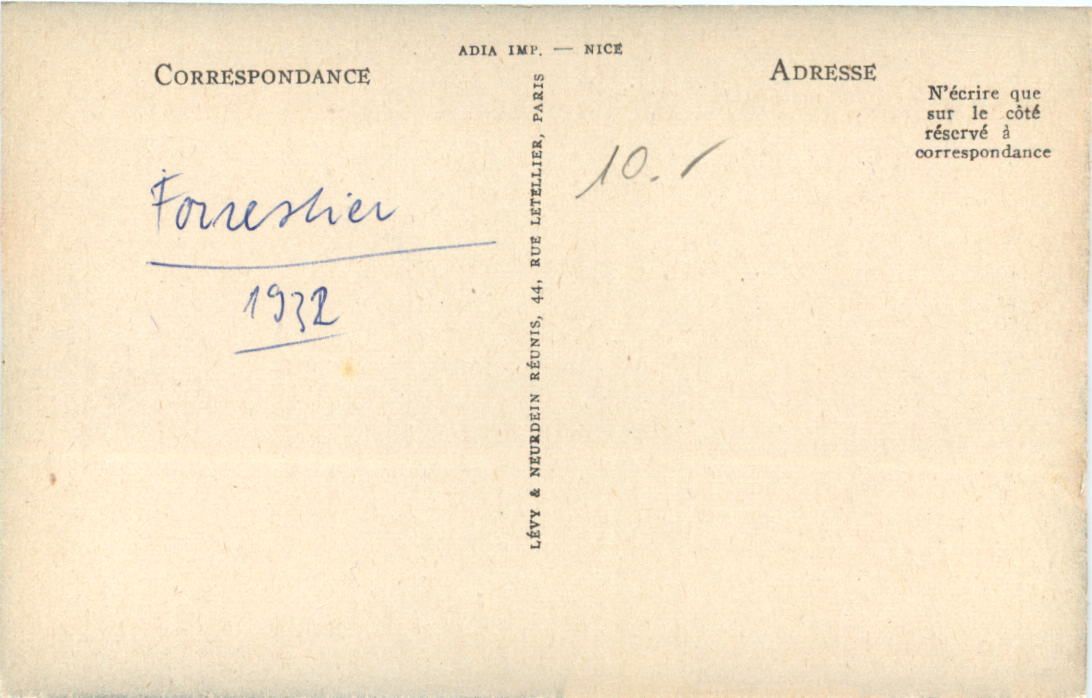 ADIA IMP. — NICE
CORRESPONDANCE
ADRESSE
N'écrire que
sur le côté
réservé à
correspondance
LÉVY & NEURDEIN RÉUNIS, 44, RUE LETELLIER, PARIS
10. -
Forrestier
1932